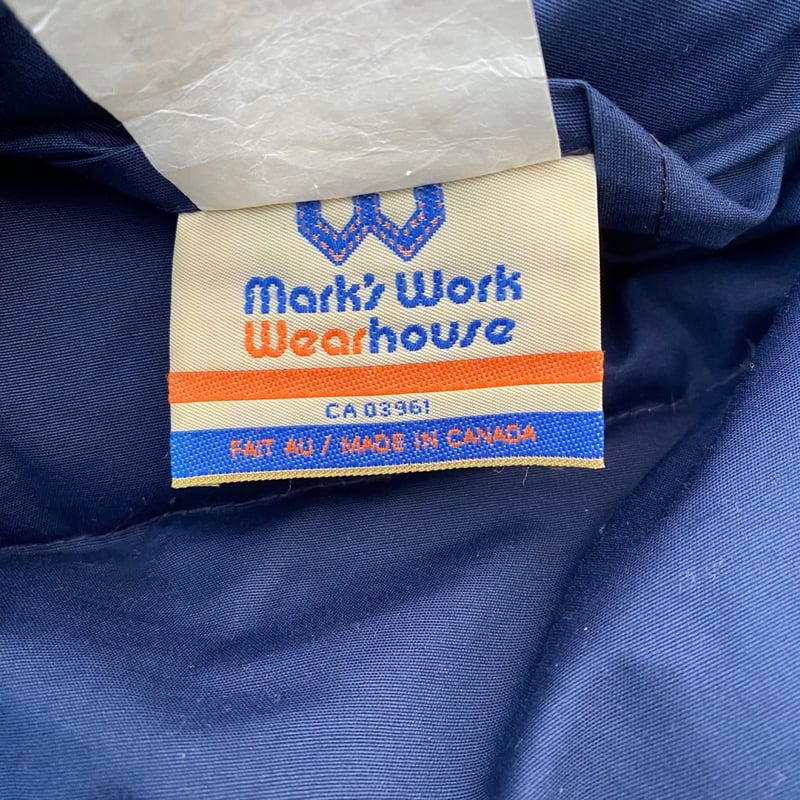 Mark's Work
Wearhouse
CA 03961
FAIT AU / MADE IN CANADA